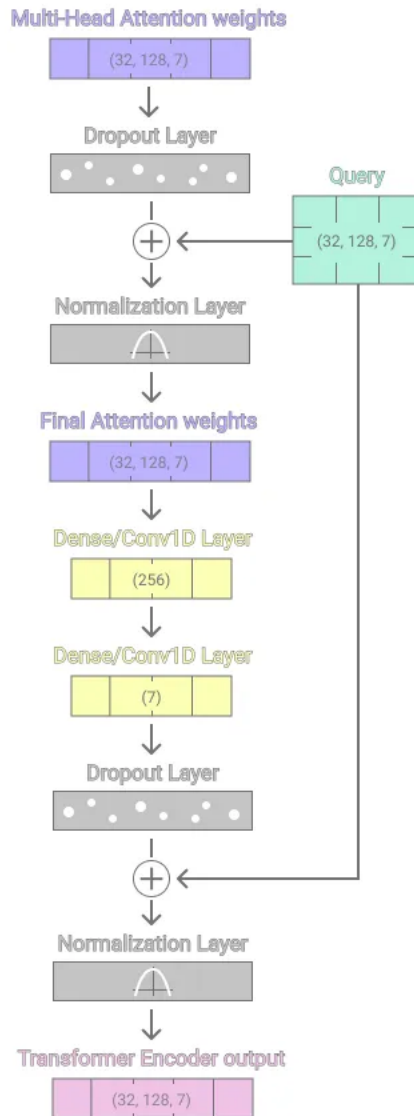 Multi-Head Attention weights
(32, 128, 7)
Dropout Layer
Query
(32, 128, 7)
Normalization Layer
Final Attention weights
(32, 128, 7)
Dense/Conv1D Layer
(256)
Dense/Conv1D Layer
(7)
Dropout Layer
Normalization Layer
Transformer Encoder output
(32, 128, 7)